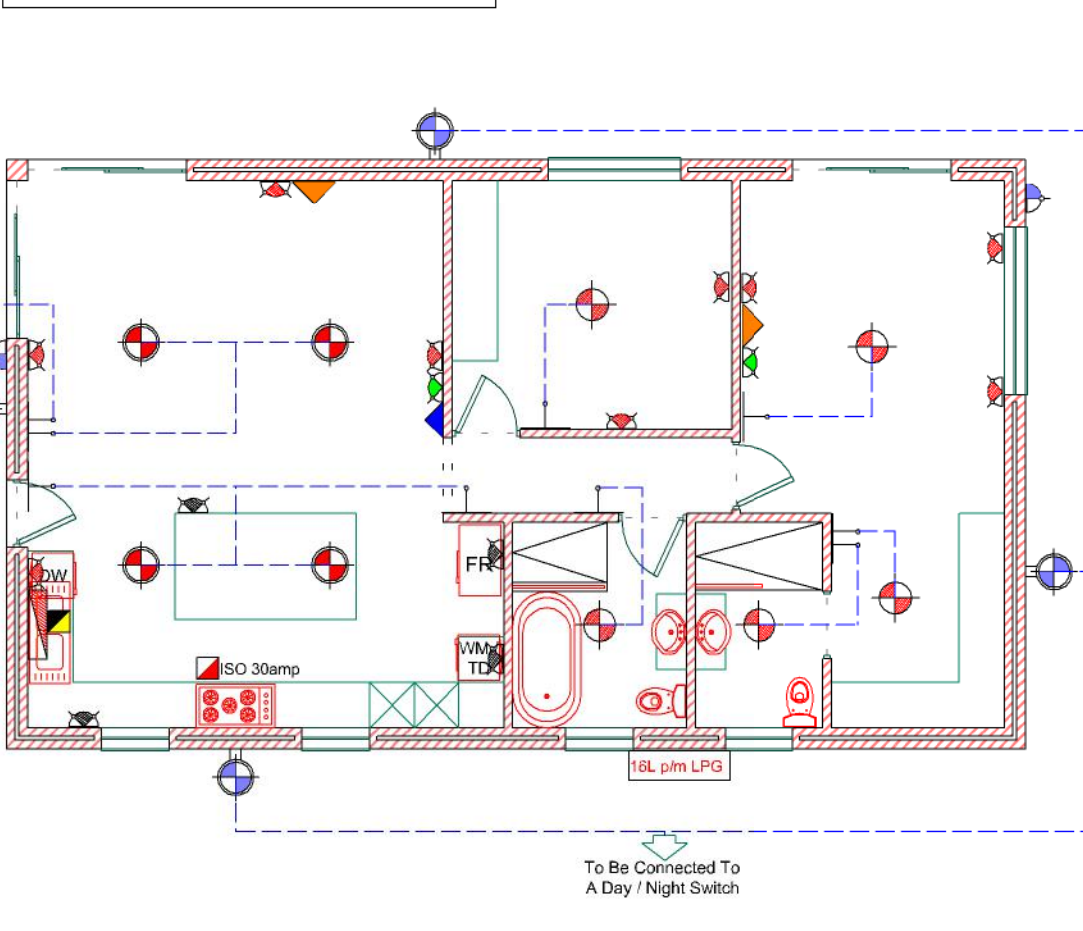 FR
DW
WM
TD
ISO 30amp
16L p/m LPG
To Be Connected To
A Day / Night Switch